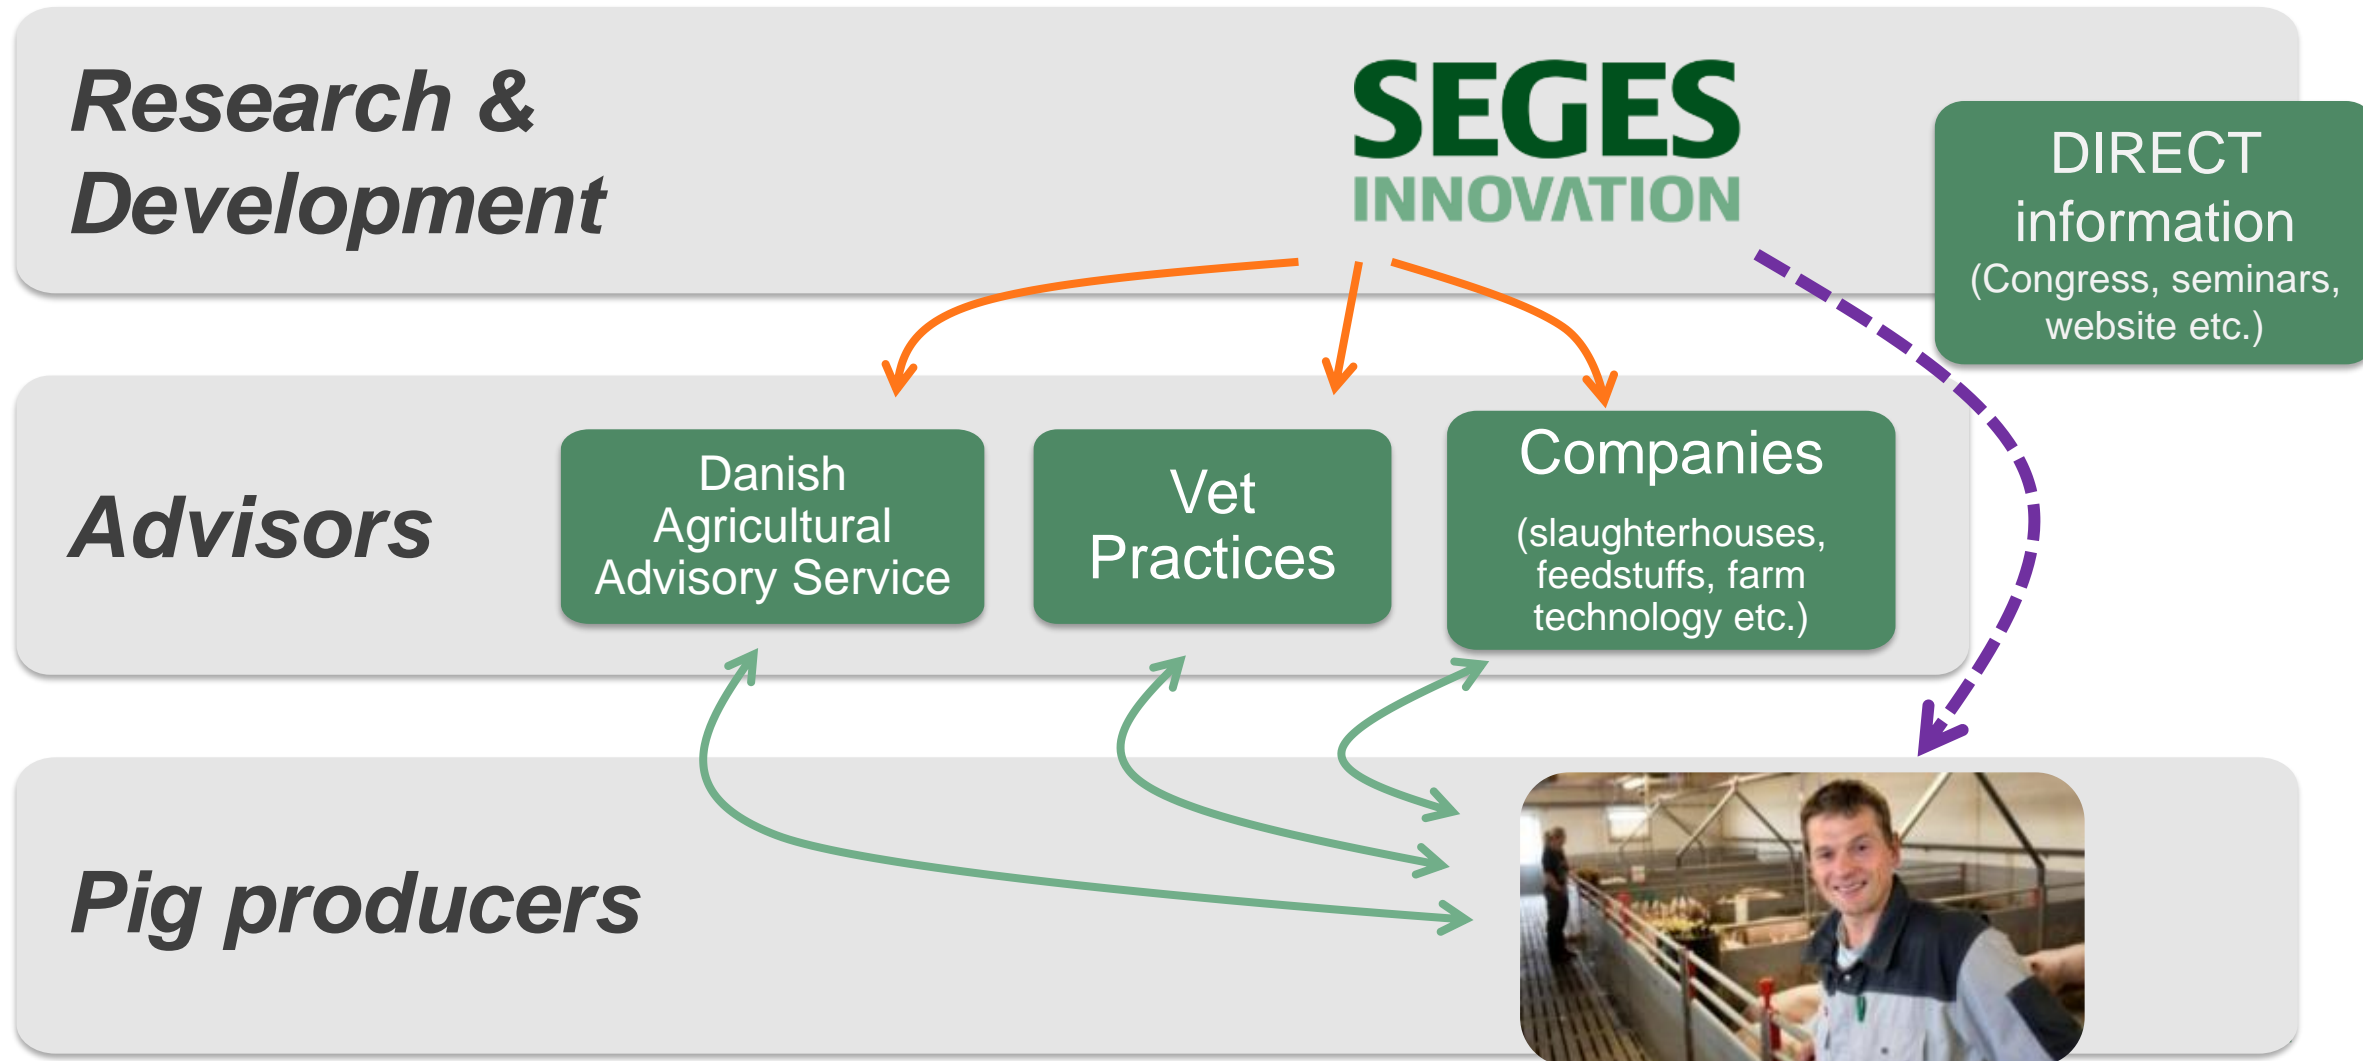 Research &
Development
SEGES
INNOVATION
DIRECT
information
(Congress, seminars,
website etc.)
Advisors
Danish
Agricultural
Advisory Service
Vet
Practices
Companies
(slaughterhouses,
feedstuffs, farm
technology etc.)
Pig producers